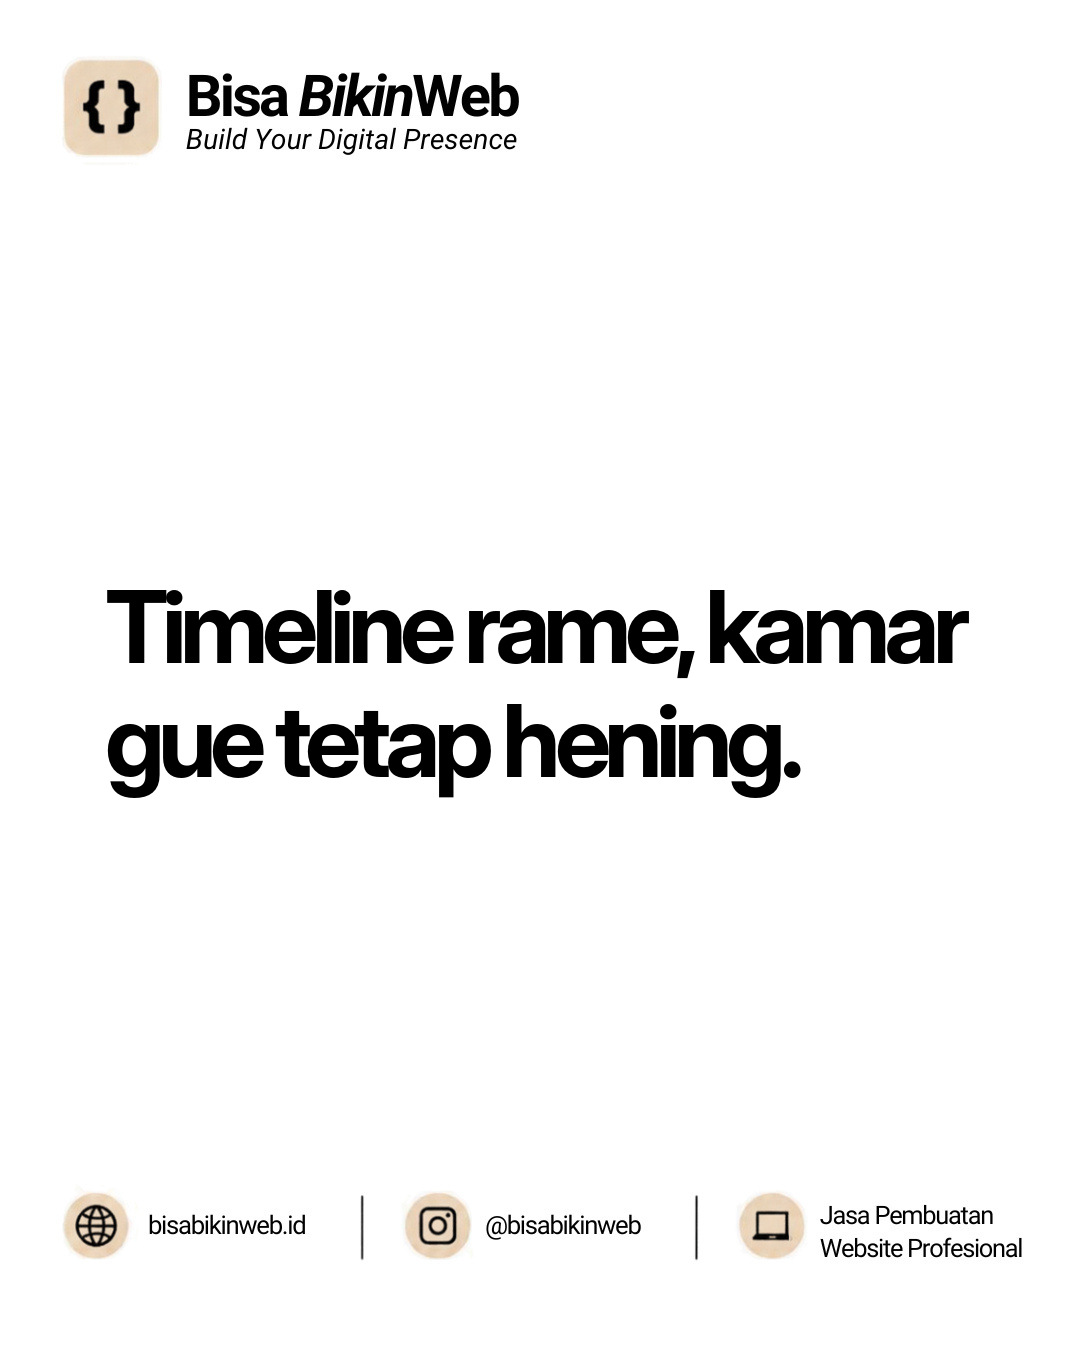 { }
Bisa BikinWeb
Build Your Digital Presence
Timeline rame, kamar
gue tetap hening.
bisabikinweb.id
@bisabikinweb
Jasa Pembuatan
Website Profesional